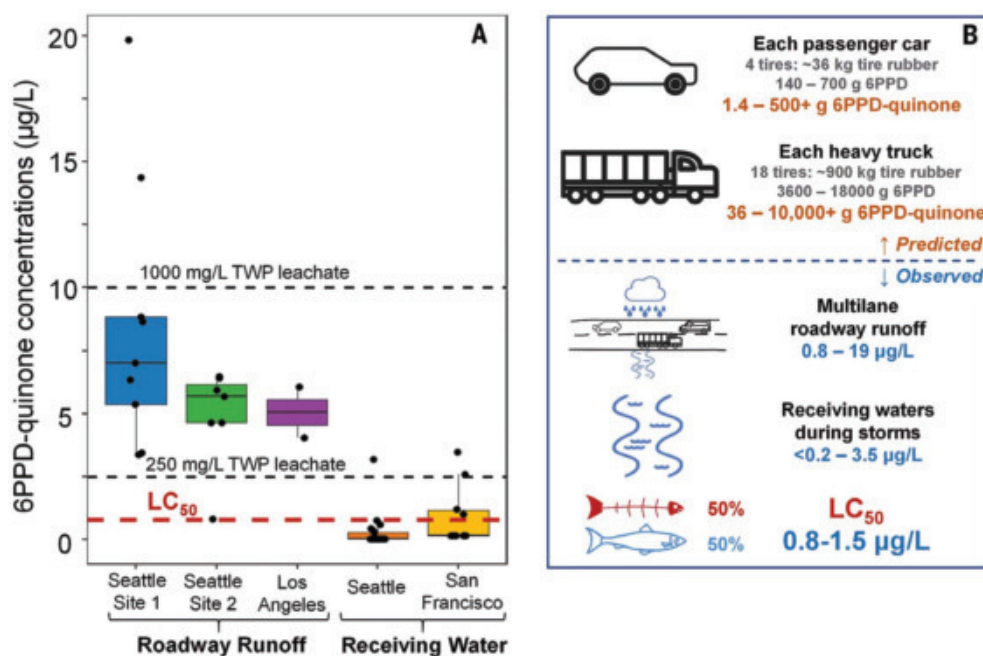 A
6PPD-quinone concentrations (µg/L)
20
15
10
5
0
1000 mg/L TWP leachate
250 mg/L TWP leachate
LC50
Seattle
Site 1
Seattle
Site 2
Los
Angeles
Seattle
San
Francisco
Roadway Runoff
Receiving Water
B
Each passenger car
4 tires: ~36 kg tire rubber
140 – 700 g 6PPD
1.4 – 500+ g 6PPD-quinone
Each heavy truck
18 tires: ~900 kg tire rubber
3600 – 18000 g 6PPD
36 – 10,000+ g 6PPD-quinone
↑ Predicted
↓ Observed
Multilane
roadway runoff
0.8 – 19 µg/L
Receiving waters
during storms
<0.2 – 3.5 µg/L
50%
50%
LC50
0.8-1.5 µg/L